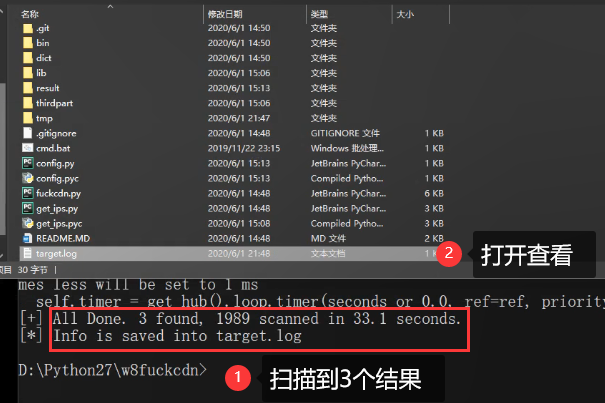 名称 修改日期 类型 大小
.git 2020/6/1 14:50 文件夹
bin 2020/6/1 14:50 文件夹
dict 2020/6/1 14:50 文件夹
lib 2020/6/1 15:06 文件夹
result 2020/6/1 15:13 文件夹
thirdpart 2020/6/1 15:06 文件夹
tmp 2020/6/1 21:47 文件夹
.gitignore 2020/6/1 14:48 GITIGNORE 文件 1 KB
cmd.bat 2019/11/22 23:15 Windows 批处理... 1 KB
config.py 2020/6/1 15:13 JetBrains PyChar... 1 KB
config.pyc 2020/6/1 15:13 Compiled Python... 1 KB
fuckcdn.py 2020/6/1 14:48 JetBrains PyChar... 6 KB
get_ips.py 2020/6/1 14:48 JetBrains PyChar... 3 KB
get_ips.pyc 2020/6/1 15:08 Compiled Python... 3 KB
README.MD 2020/6/1 14:48 MD 文件 2 KB
target.log 2020/6/1 21:48 文本文档 1 K
2 打开查看
项目 30 字节
mes less will be set to 1 ms
self.timer = get_hub().loop.timer(seconds or 0.0, ref=ref, priority
[+] All Done. 3 found, 1989 scanned in 33.1 seconds.
[*] Info is saved into target.log
D:\Python27\w8fuckcdn>
1 扫描到3个结果